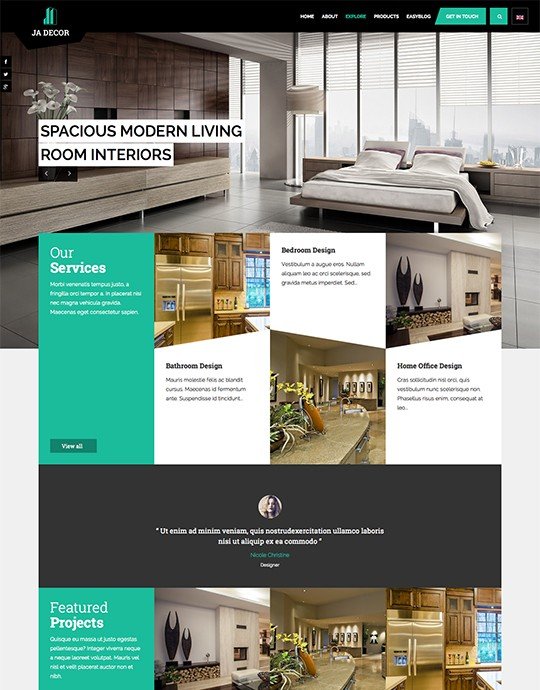 HOME ABOUT EXPLORE PRODUCTS EASYBLOG GET IN TOUCH
JA DECOR
SPACIOUS MODERN LIVING
ROOM INTERIORS
Our
Services
Morbi venenatis tempus justo, a
fringilla orci tempor a. In placerat nisi
nec magna vehicula gravida.
Maecenas eget consectetur sapien.
View all
Bedroom Design
Vestibulum a augue eros. Nullam
aliquam leo ac orci scelerisque, sed
gravida metus imperdiet. Sed...
Bathroom Design
Mauris molestie felis ac blandit
cursus. Maecenas id fermentum
ante. Suspendisse id tincidunt...
Home Office Design
Cras sollicitudin nisl orci, quis
vestibulum nunc scelerisque non.
Phasellus risus enim, consequat at
leo...
“ Ut enim ad minim veniam, quis nostrudexercitation ullamco laboris
nisi ut aliquip ex ea commodo “
Nicole Christine
Designer
Featured
Projects
Quisque eu massa ut justo egestas
pellentesque? Integer viverra neque
a neque laoreet volutpat. Mauris vel
nisl et velit placerat auctor sednec